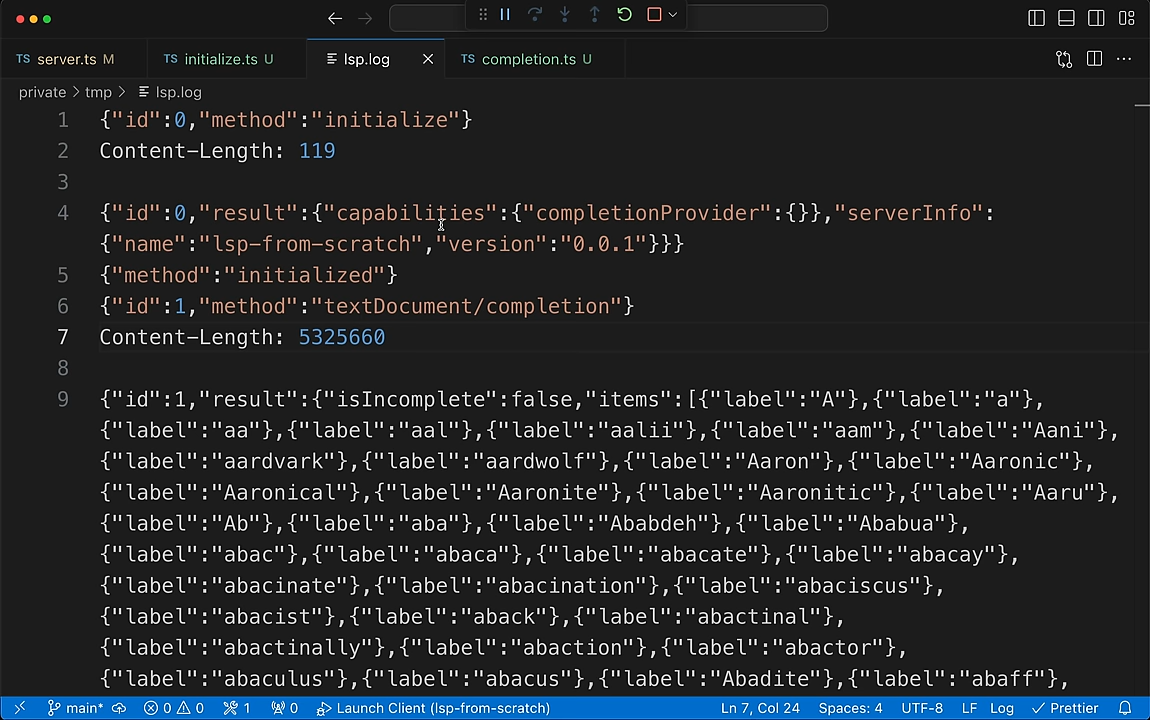 TS server.ts M
TS initialize.ts U
lsp.log
TS completion.ts U
private > tmp > lsp.log
1 {"id":0,"method":"initialize"}
2 Content-Length: 119
3
4 {"id":0,"result":{"capabilities":{"completionProvider":{}},"serverInfo":
{"name":"lsp-from-scratch","version":"0.0.1"}}}
5 {"method":"initialized"}
6 {"id":1,"method":"textDocument/completion"}
7 Content-Length: 5325660
8
9 {"id":1,"result":{"isIncomplete":false,"items":[{"label":"A"},{"label":"a"},
{"label":"aa"},{"label":"aal"},{"label":"aalii"},{"label":"aam"},{"label":"Aani"},
{"label":"aardvark"},{"label":"aardwolf"},{"label":"Aaron"},{"label":"Aaronic"},
{"label":"Aaronical"},{"label":"Aaronite"},{"label":"Aaronitic"},{"label":"Aaru"},
{"label":"Ab"},{"label":"aba"},{"label":"Ababdeh"},{"label":"Ababua"},
{"label":"abac"},{"label":"abaca"},{"label":"abacate"},{"label":"abacay"},
{"label":"abacinate"},{"label":"abacination"},{"label":"abaciscus"},
{"label":"abacist"},{"label":"aback"},{"label":"abactinal"},
{"label":"abactinally"},{"label":"abaction"},{"label":"abactor"},
{"label":"abaculus"},{"label":"abacus"},{"label":"Abadite"},{"label":"abaff"},
main* 0 0 1 0 Launch Client (lsp-from-scratch) Ln 7, Col 24 Spaces: 4 UTF-8 LF Log Prettier